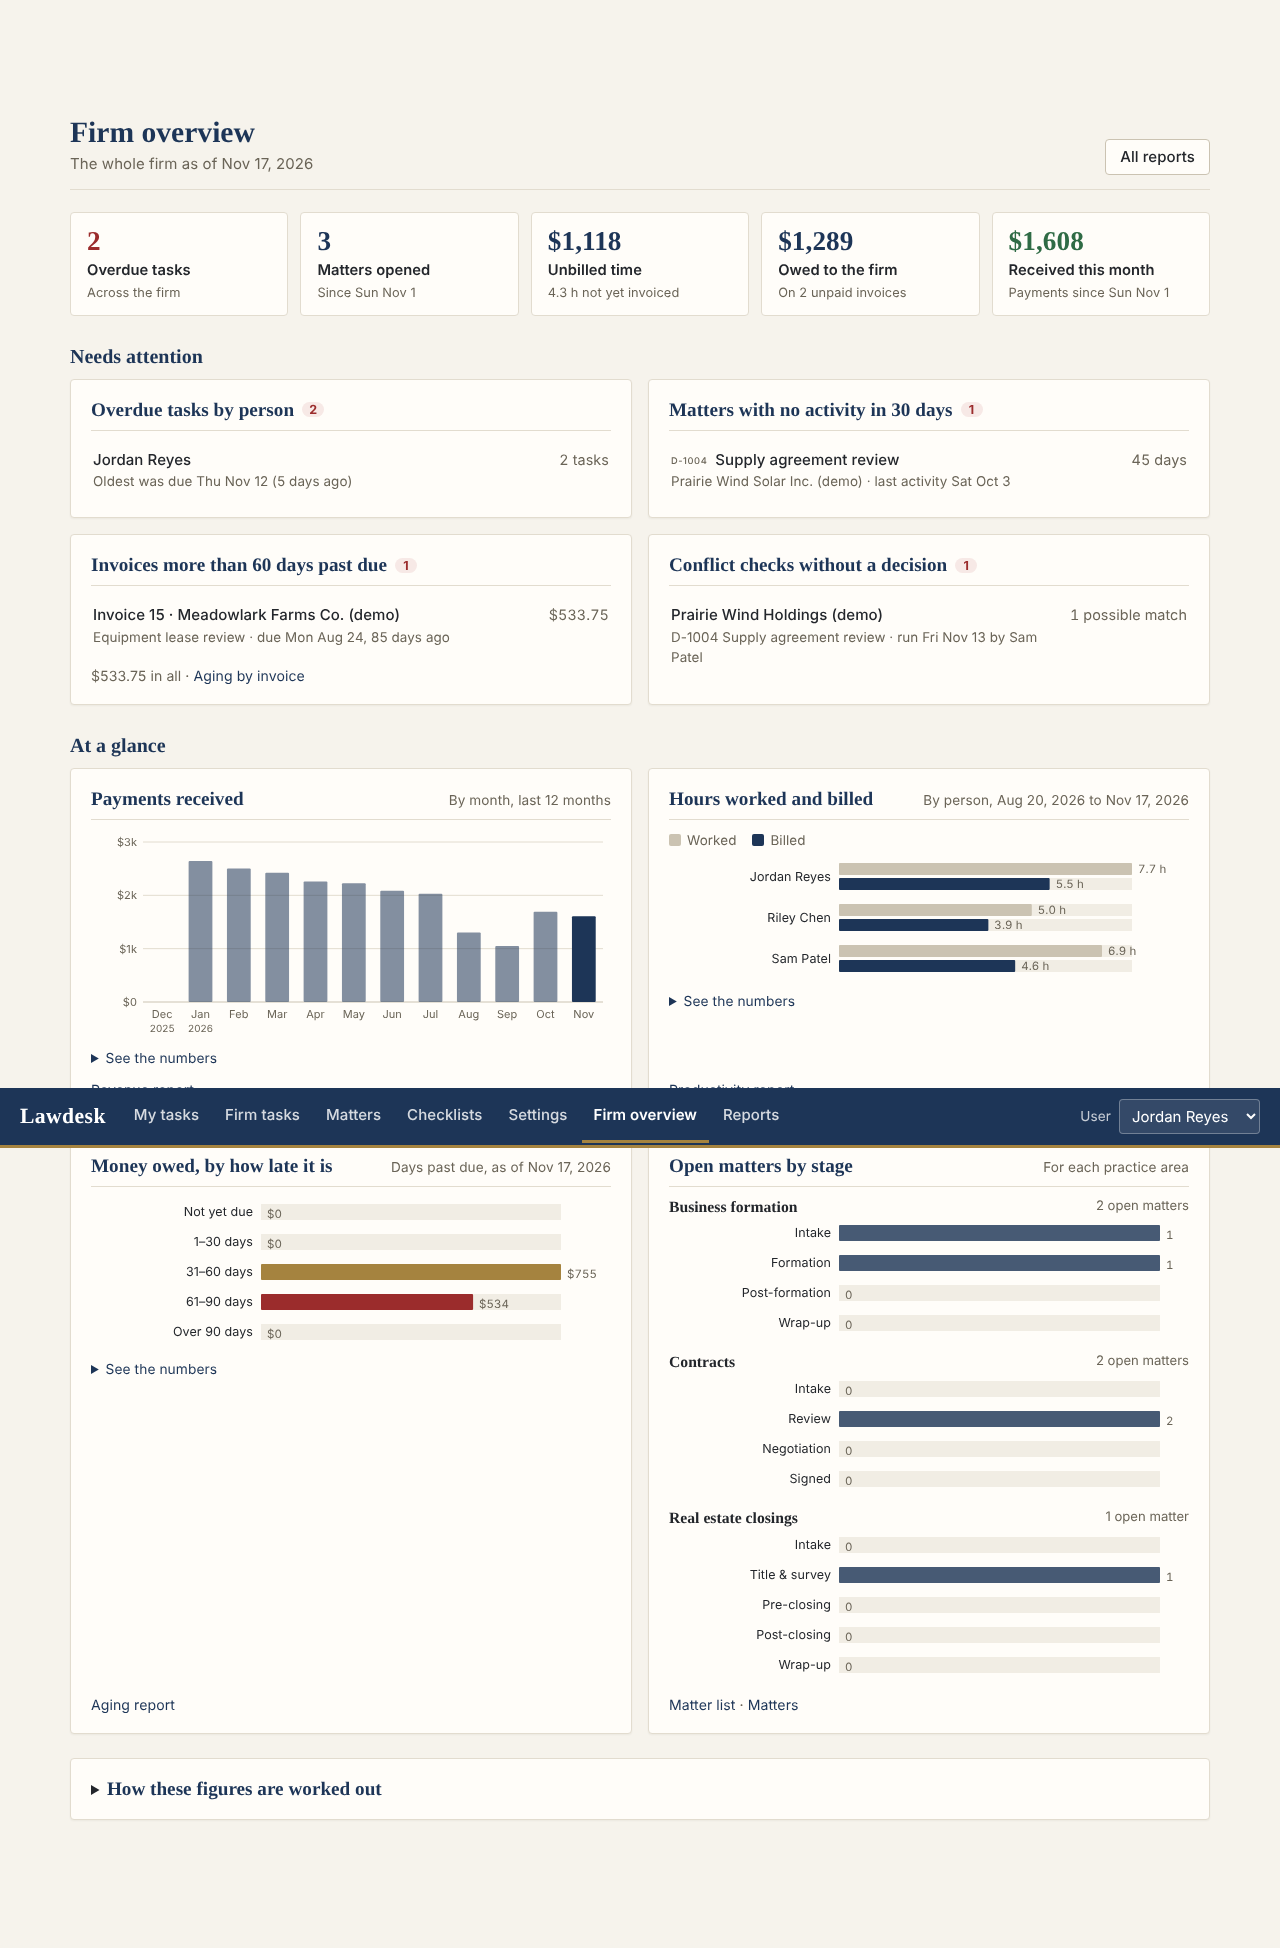 Firm overview
The whole firm as of Nov 17, 2026
All reports
2
Overdue tasks
Across the firm
3
Matters opened
Since Sun Nov 1
$1,118
Unbilled time
4.3 h not yet invoiced
$1,289
Owed to the firm
On 2 unpaid invoices
$1,608
Received this month
Payments since Sun Nov 1
Needs attention
Overdue tasks by person 2
Jordan Reyes 2 tasks
Oldest was due Thu Nov 12 (5 days ago)
Matters with no activity in 30 days 1
D-1004 Supply agreement review 45 days
Prairie Wind Solar Inc. (demo) · last activity Sat Oct 3
Invoices more than 60 days past due 1
Invoice 15 · Meadowlark Farms Co. (demo) $533.75
Equipment lease review · due Mon Aug 24, 85 days ago
$533.75 in all · Aging by invoice
Conflict checks without a decision 1
Prairie Wind Holdings (demo) 1 possible match
D-1004 Supply agreement review · run Fri Nov 13 by Sam
Patel
At a glance
Payments received By month, last 12 months
$3k
$2k
$1k
$0
Dec Jan Feb Mar Apr May Jun Jul Aug Sep Oct Nov
2025 2026
▶ See the numbers
Hours worked and billed By person, Aug 20, 2026 to Nov 17, 2026
Worked Billed
Jordan Reyes 7.7 h
5.5 h
Riley Chen 5.0 h
3.9 h
Sam Patel 6.9 h
4.6 h
▶ See the numbers
Lawdesk My tasks Firm tasks Matters Checklists Settings Firm overview Reports User Jordan Reyes
Money owed, by how late it is Days past due, as of Nov 17, 2026
Not yet due $0
1–30 days $0
31–60 days $755
61–90 days $534
Over 90 days $0
▶ See the numbers
Aging report
Open matters by stage For each practice area
Business formation 2 open matters
Intake 1
Formation 1
Post-formation 0
Wrap-up 0
Contracts 2 open matters
Intake 0
Review 2
Negotiation 0
Signed 0
Real estate closings 1 open matter
Intake 0
Title & survey 1
Pre-closing 0
Post-closing 0
Wrap-up 0
Matter list · Matters
▶ How these figures are worked out